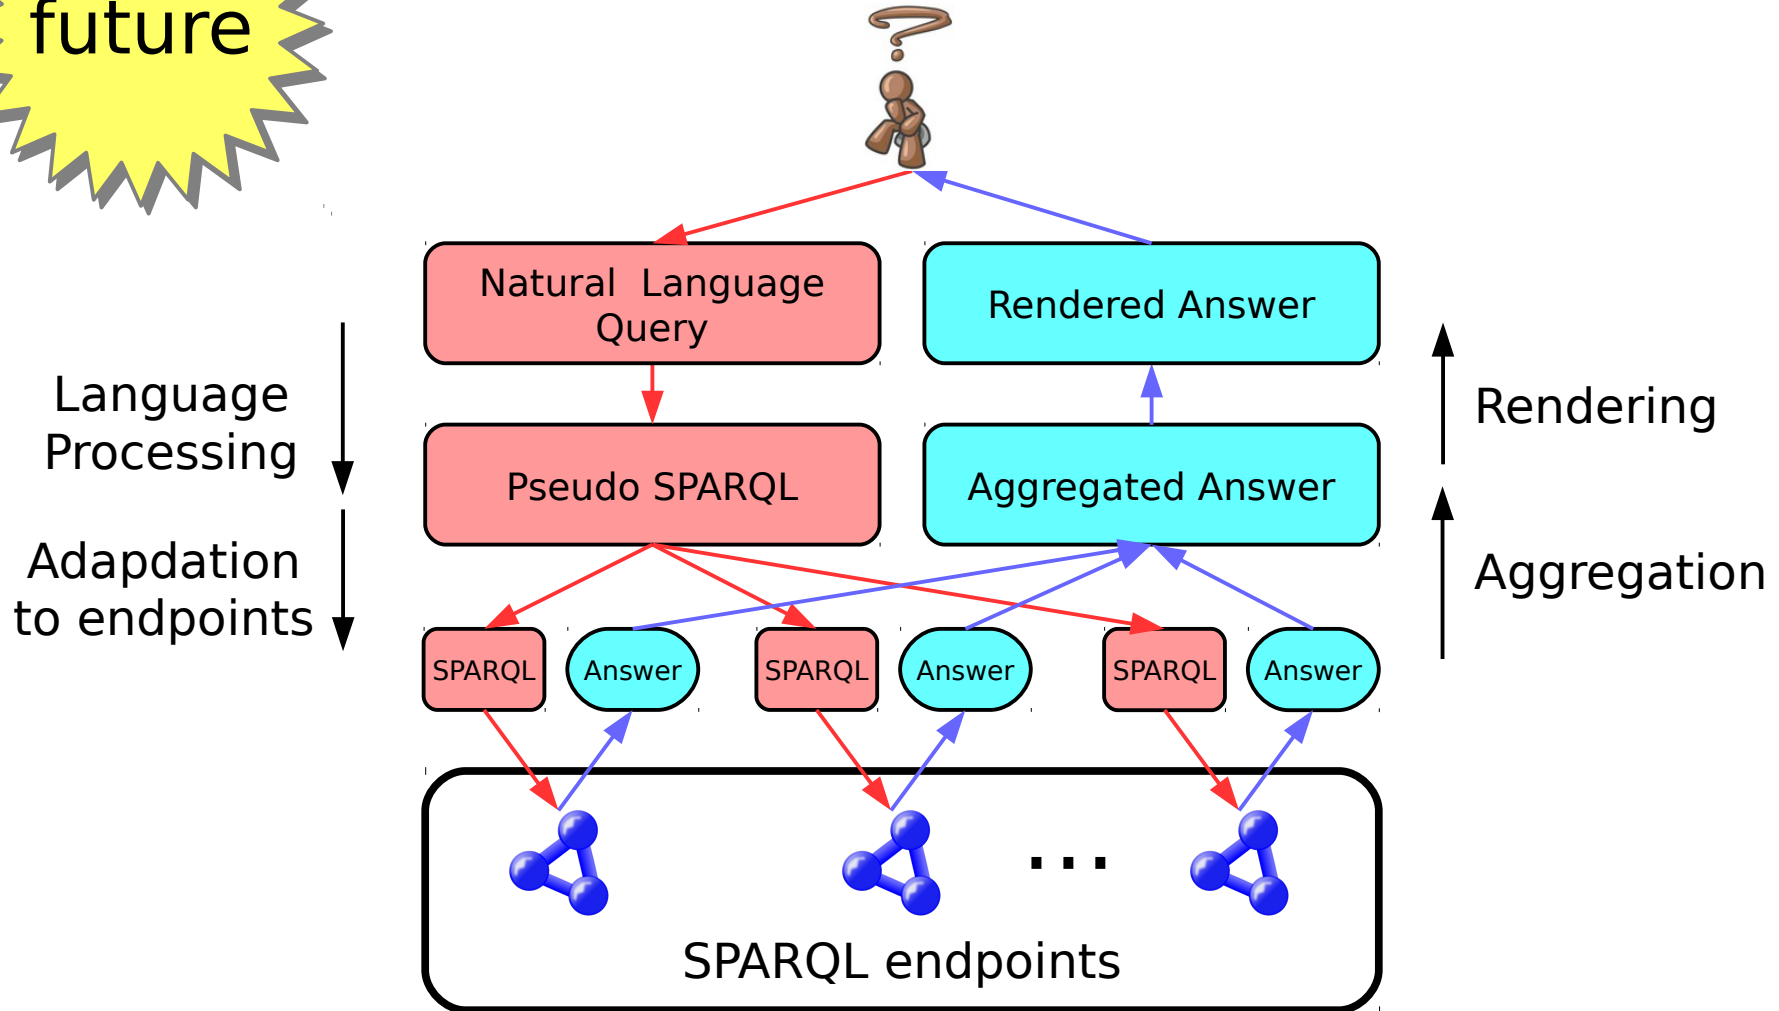 future
Natural Language
Query
Rendered Answer
Language
Processing
Rendering
Pseudo SPARQL
Aggregated Answer
Adapdation
to endpoints
Aggregation
SPARQL
Answer
SPARQL
Answer
SPARQL
Answer
...
SPARQL endpoints